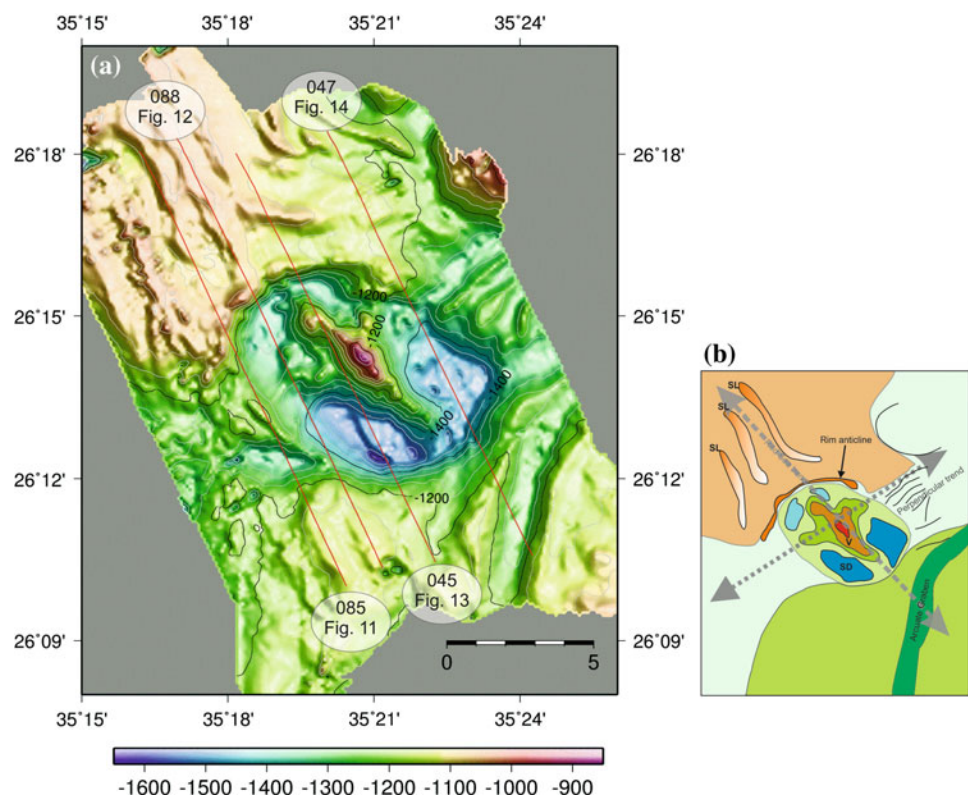 35˚15' 35˚18' 35˚21' 35˚24'
(a)
088
Fig. 12
047
Fig. 14
26˚18' 26˚18'
-1200
26˚15' 26˚15'
-1200
-1400
-1400
26˚12' 26˚12'
-1200
085
Fig. 11
045
Fig. 13
26˚09' 26˚09'
0 5
35˚15' 35˚18' 35˚21' 35˚24'
-1600 -1500 -1400 -1300 -1200 -1100 -1000 -900
(b)
SL
SL
SL
Rim anticline
Perpendicular trend
V
SD
Arcuate Graben